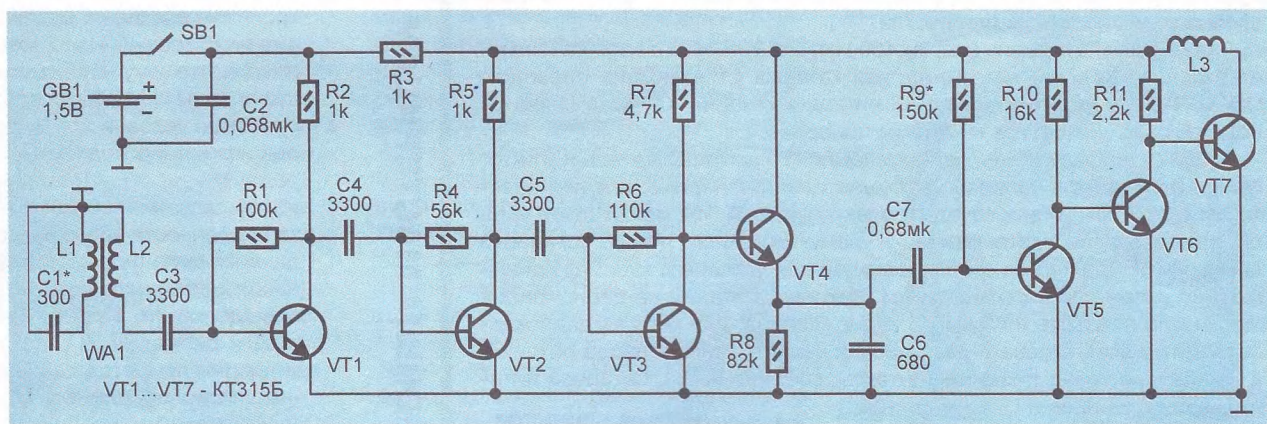 SB1
GB1
1,5В
+
−
C2
0,068мк
R2
1k
R3
1k
R5*
1k
R7
4,7k
R9*
150k
R10
16k
R11
2,2k
L3
VT7
R1
100k
C4
3300
R4
56k
C5
3300
R6
110k
VT4
C7
0,68мк
VT5
VT6
L1
L2
C1*
300
C3
3300
WA1
VT1
VT2
VT3
R8
82k
C6
680
VT1...VT7 - КТ315Б